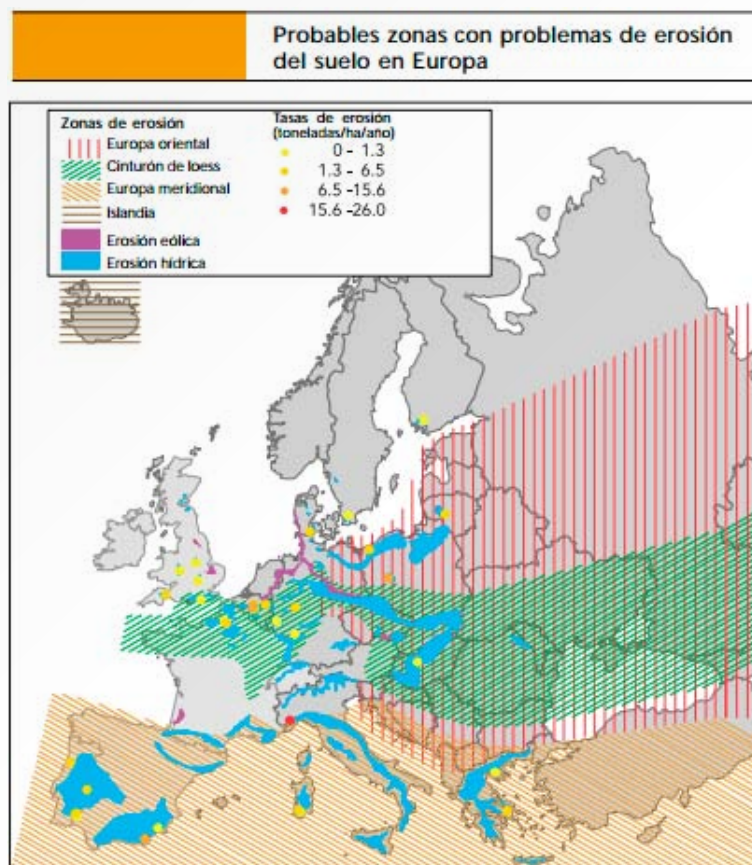 Probables zonas con problemas de erosión
del suelo en Europa
Zonas de erosión
Europa oriental
Cinturón de loess
Europa meridional
Islandia
Erosión eólica
Erosión hídrica
Tasas de erosión
(toneladas/ha/año)
0 - 1.3
1.3 - 6.5
6.5 -15.6
15.6 -26.0